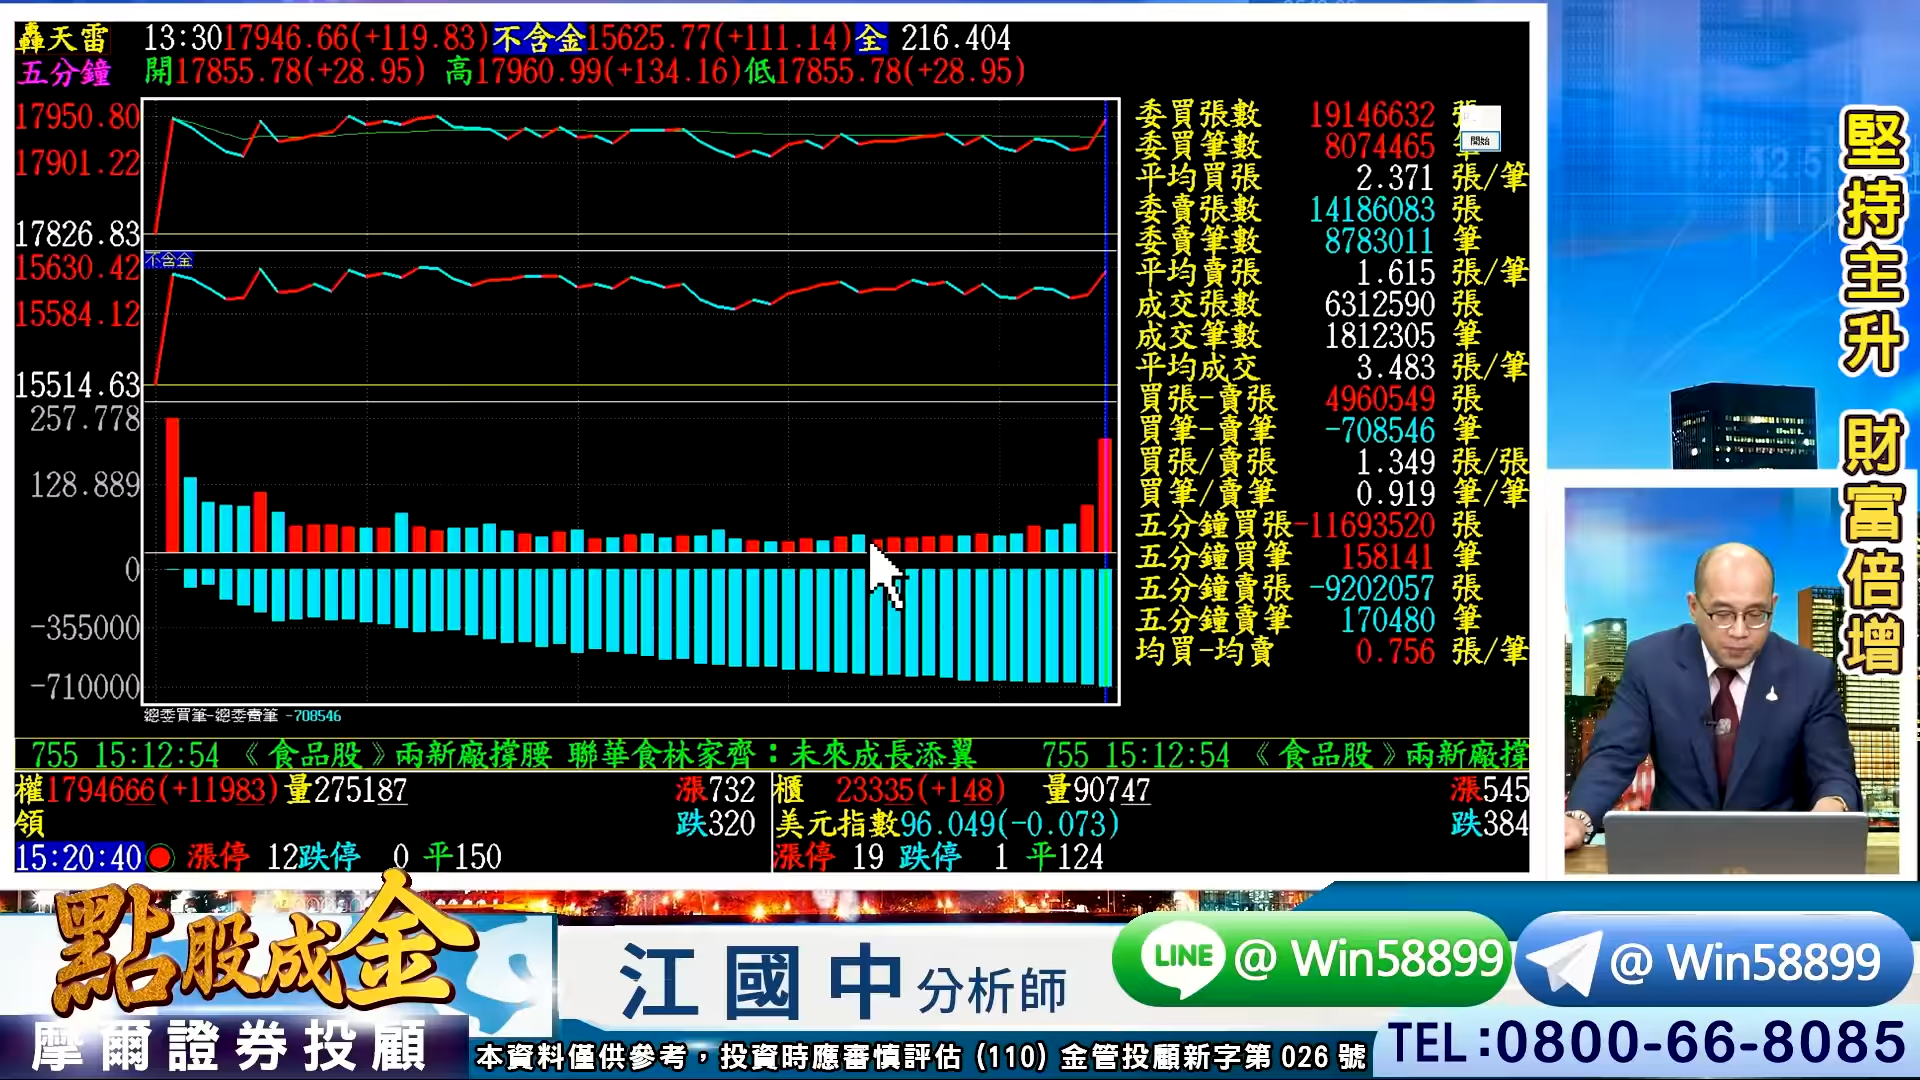 轟天雷 13:30 17946.66(+119.83) 不含金 15625.77(+111.14) 全 216.404
五分鐘 開17855.78(+28.95) 高17960.99(+134.16) 低17855.78(+28.95)
17950.80
17901.22
17826.83
不含金
15630.42
15584.12
15514.63
257.778
128.889
0
-355000
-710000
總委買筆-總委賣筆 -708546
委買張數 19146632 張
委買筆數 8074465 筆
開始
平均買張 2.371 張/筆
委賣張數 14186083 張
委賣筆數 8783011 筆
平均賣張 1.615 張/筆
成交張數 6312590 張
成交筆數 1812305 筆
平均成交 3.483 張/筆
買張-賣張 4960549 張
買筆-賣筆 -708546 筆
買張/賣張 1.349 張/張
買筆/賣筆 0.919 筆/筆
五分鐘買張-11693520 張
五分鐘買筆 158141 筆
五分鐘賣張 -9202057 張
五分鐘賣筆 170480 筆
均買-均賣 0.756 張/筆
755 15:12:54 《食品股》兩新廠撐腰 聯華食林家齊：未來成長添翼 755 15:12:54 《食品股》兩新廠撐
權1794666(+11983) 量275187 漲732
領 跌320
15:20:40 漲停 12 跌停 0 平150
櫃 23335(+148) 量90747 漲545
美元指數96.049(-0.073) 跌384
漲停 19 跌停 1 平124
堅持主升 財富倍增
點股成金
摩爾證券投顧
江國中 分析師
LINE @ Win58899
@ Win58899
TEL:0800-66-8085
本資料僅供參考，投資時應審慎評估 (110) 金管投顧新字第 026 號